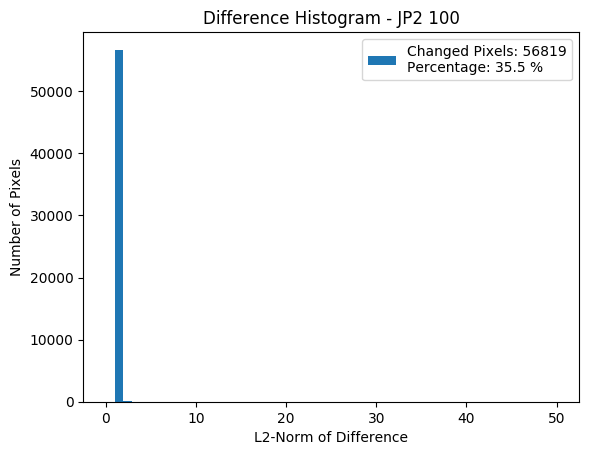 Difference Histogram - JP2 100
Changed Pixels: 56819
Percentage: 35.5 %
Number of Pixels
50000
40000
30000
20000
10000
0
0 10 20 30 40 50
L2-Norm of Difference